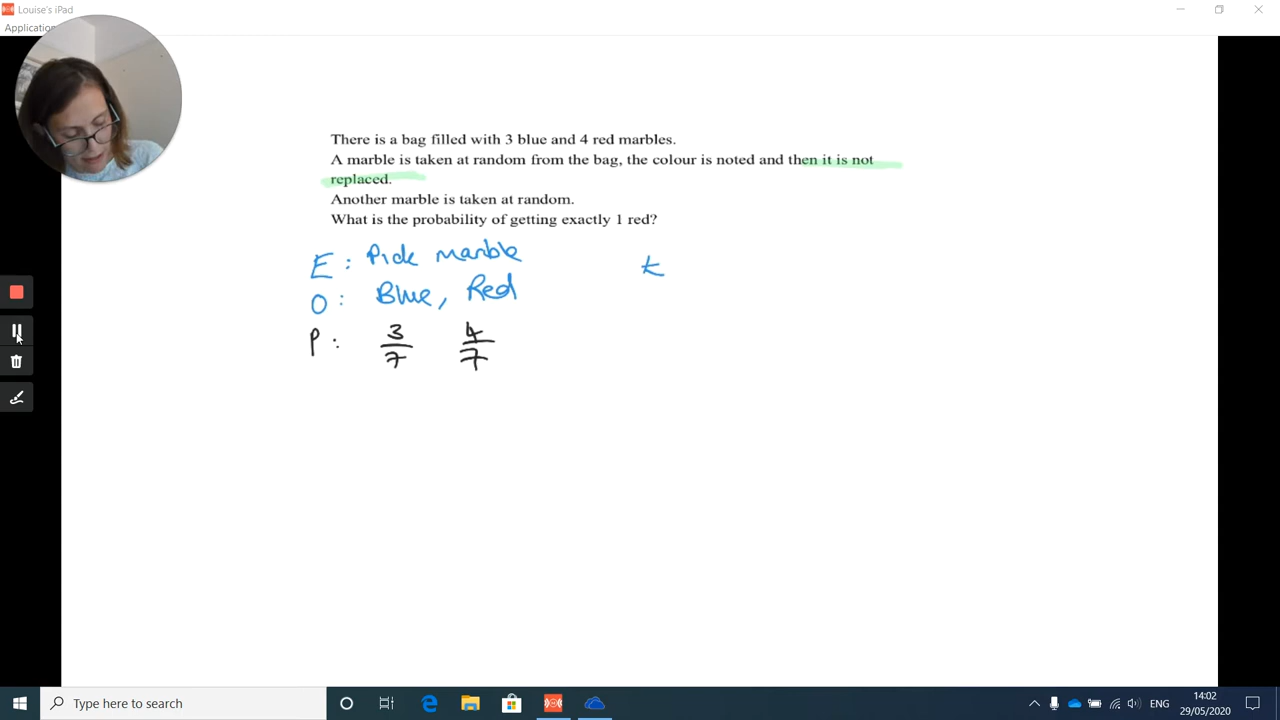 Louise's iPad
Application
There is a bag filled with 3 blue and 4 red marbles.
A marble is taken at random from the bag, the colour is noted and then it is not
replaced.
Another marble is taken at random.
What is the probability of getting exactly 1 red?
E : Pick marble
O : Blue, Red
P : 3/7 4/7
t
Type here to search
ENG
14:02
29/05/2020